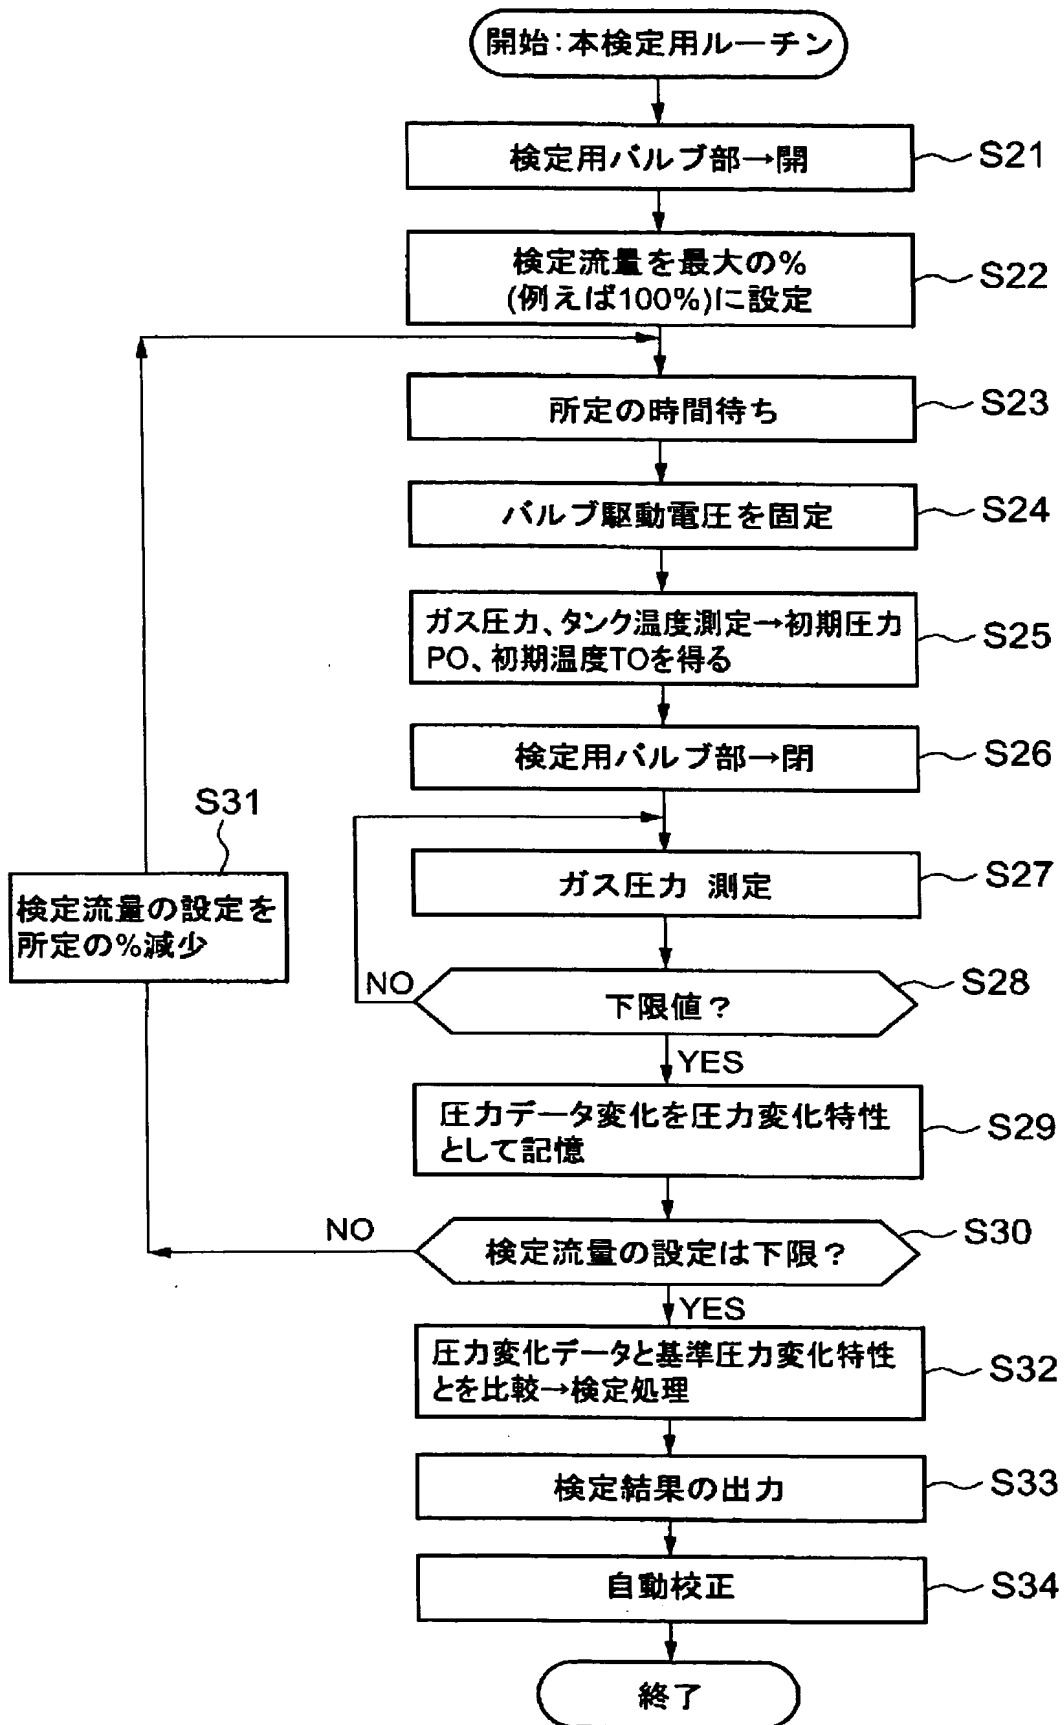 開始：本検定用ルーチン
検定用バルブ部→開
S21
検定流量を最大の%
(例えば100%)に設定
S22
所定の時間待ち
S23
バルブ駆動電圧を固定
S24
ガス圧力、タンク温度測定→初期圧力
PO、初期温度TOを得る
S25
検定用バルブ部→閉
S26
ガス圧力 測定
S27
下限値？
S28
NO
YES
圧力データ変化を圧力変化特性
として記憶
S29
検定流量の設定は下限？
S30
NO
S31
検定流量の設定を
所定の%減少
YES
圧力変化データと基準圧力変化特性
とを比較→検定処理
S32
検定結果の出力
S33
自動校正
S34
終了